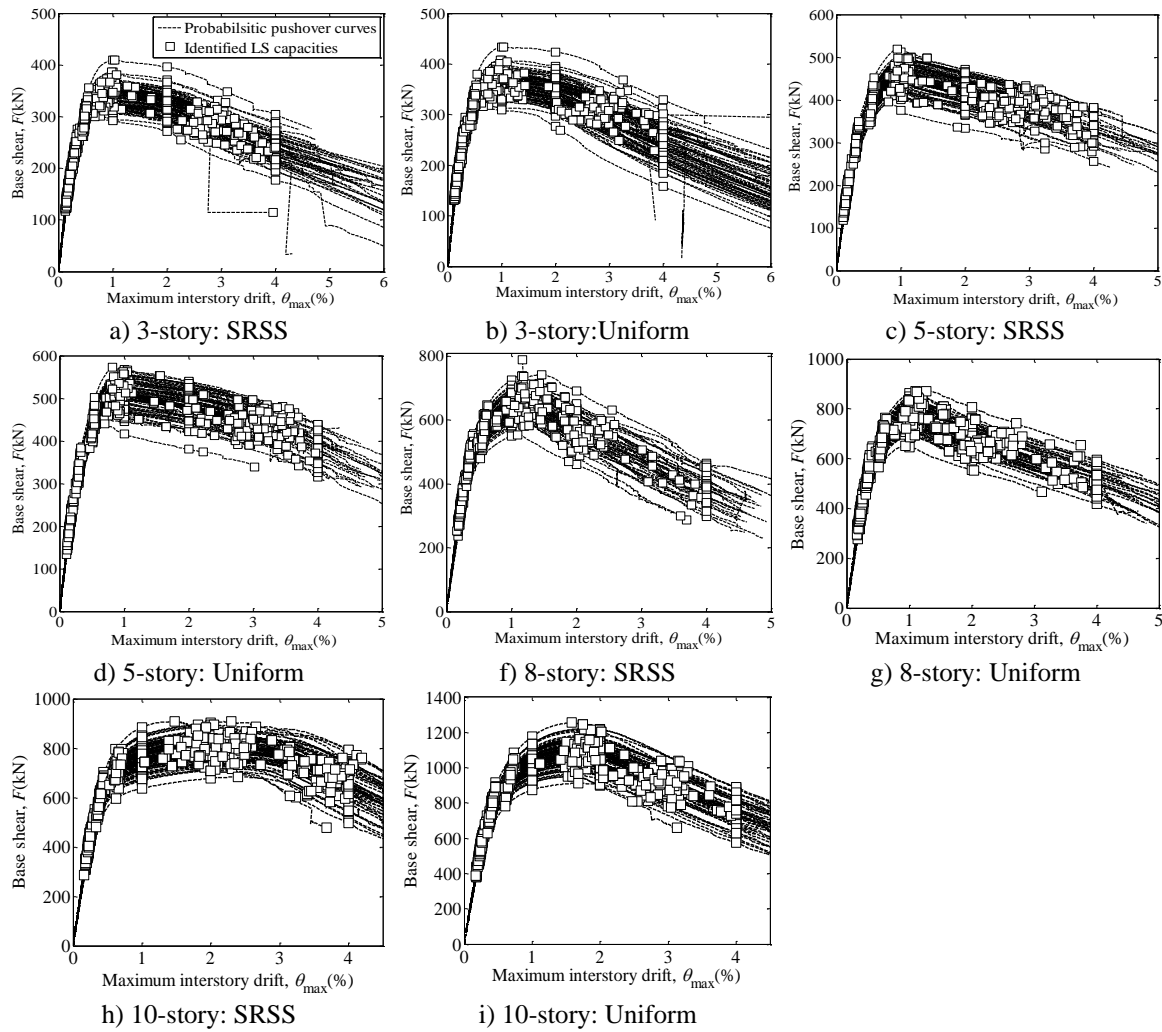 500
400
300
200
100
0
Base shear, F(kN)
Probabilsitic pushover curves
Identified LS capacities
0 1 2 3 4 5 6
Maximum interstory drift, θmax(%)
a) 3-story: SRSS
500
400
300
200
100
0
Base shear, F(kN)
0 1 2 3 4 5 6
Maximum interstory drift, θmax(%)
b) 3-story:Uniform
600
500
400
300
200
100
0
Base shear, F(kN)
0 1 2 3 4 5
Maximum interstory drift, θmax(%)
c) 5-story: SRSS
600
500
400
300
200
100
0
Base shear, F(kN)
0 1 2 3 4 5
Maximum interstory drift, θmax(%)
d) 5-story: Uniform
800
600
400
200
0
Base shear, F(kN)
0 1 2 3 4 5
Maximum interstory drift θmax(%)
f) 8-story: SRSS
1000
800
600
400
200
0
Base shear, F(kN)
0 1 2 3 4 5
Maximum interstory drift, θmax(%)
g) 8-story: Uniform
1000
800
600
400
200
0
Base shear, F(kN)
0 1 2 3 4
Maximum interstory drift, θmax(%)
h) 10-story: SRSS
1400
1200
1000
800
600
400
200
0
Base shear, F(kN)
0 1 2 3 4
Maximum interstory drift, θmax(%)
i) 10-story: Uniform